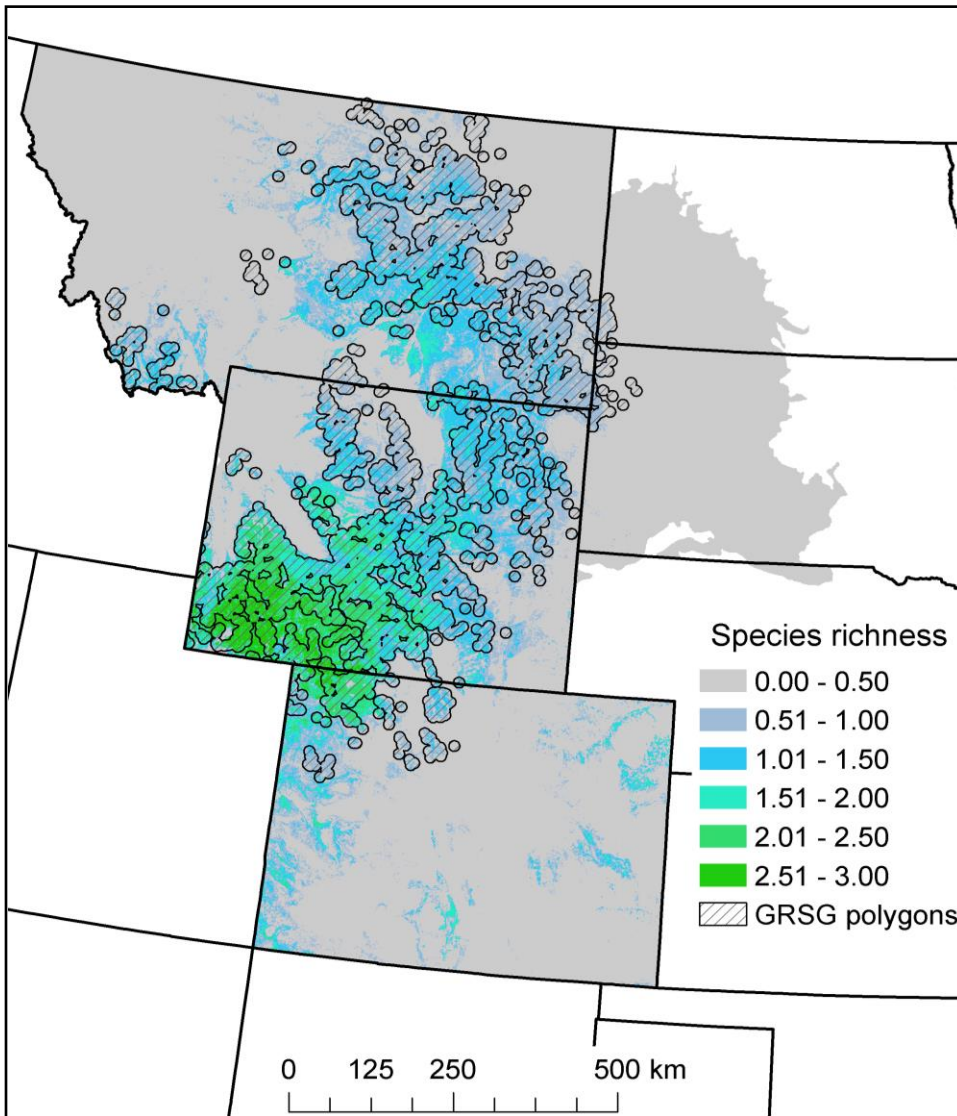 Species richness
0.00 - 0.50
0.51 - 1.00
1.01 - 1.50
1.51 - 2.00
2.01 - 2.50
2.51 - 3.00
GRSG polygons
0 125 250 500 km